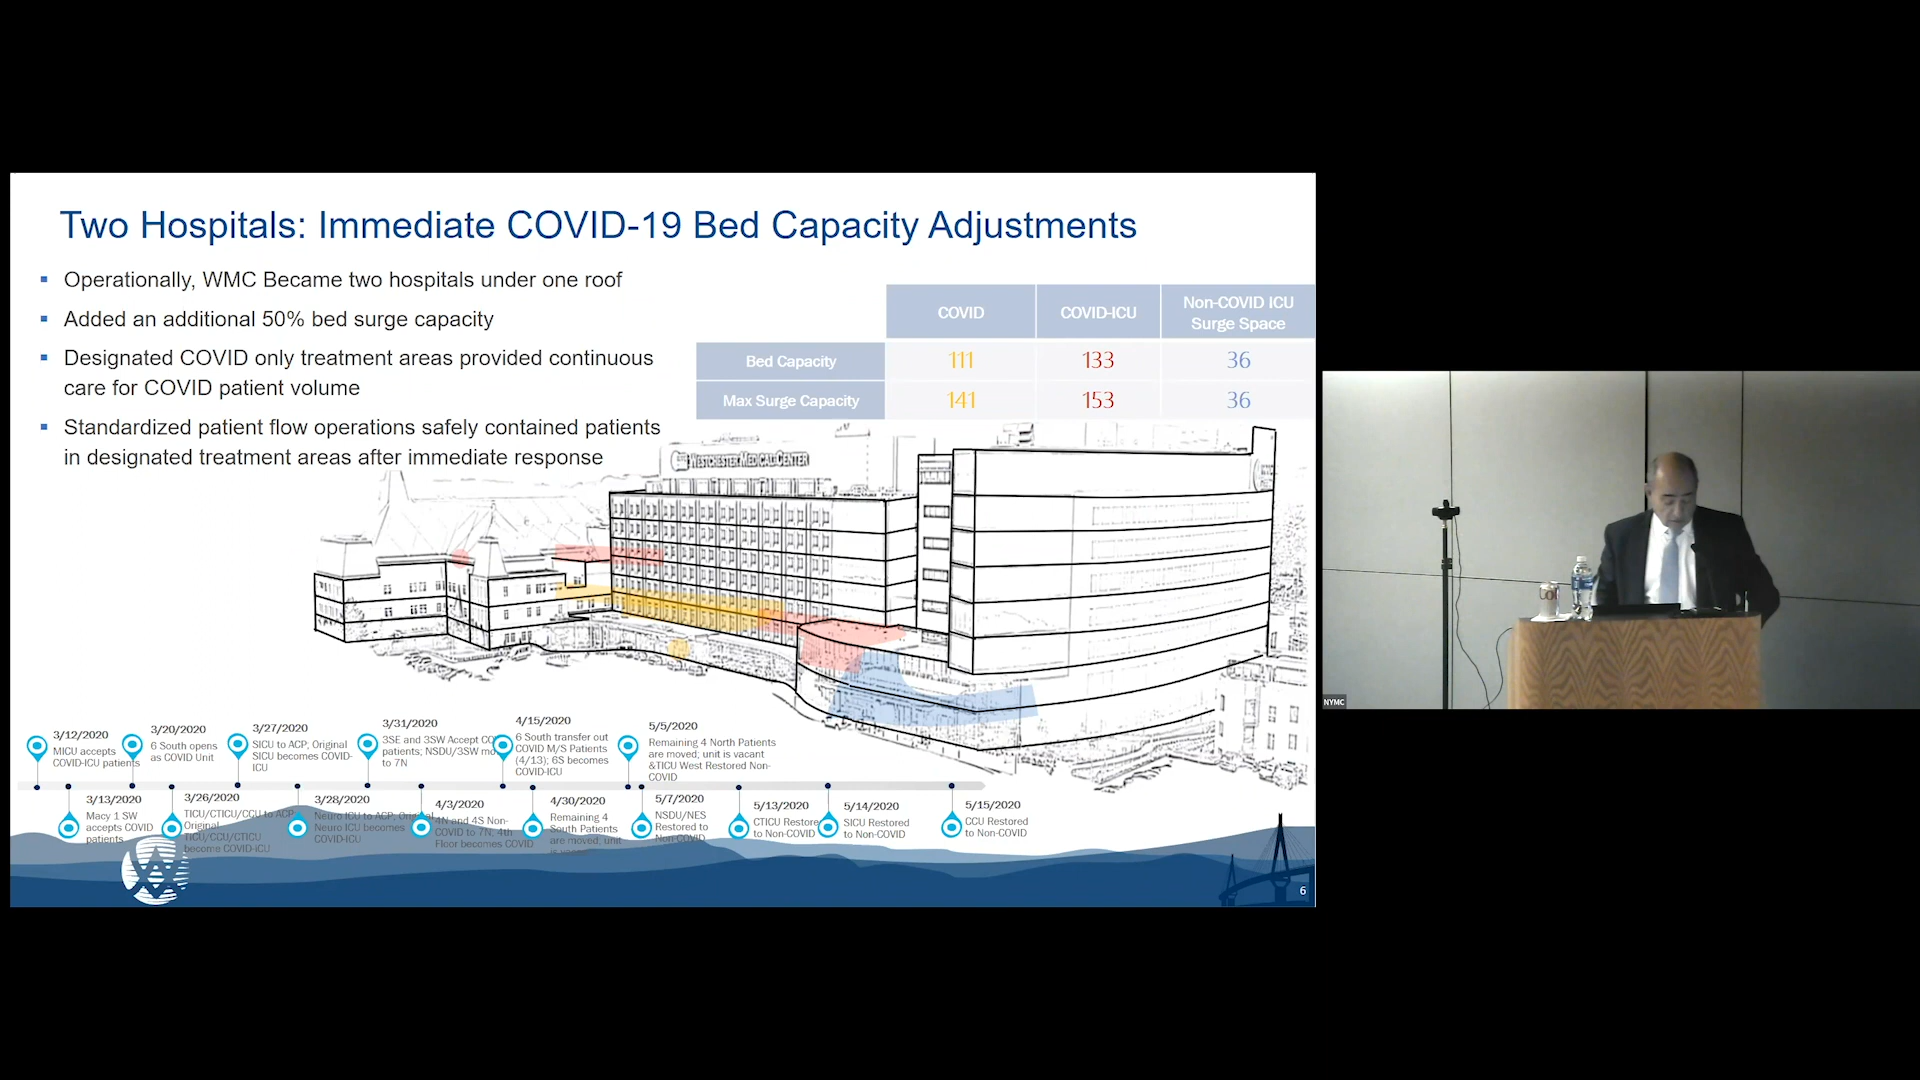 Two Hospitals: Immediate COVID-19 Bed Capacity Adjustments
Operationally, WMC Became two hospitals under one roof
Added an additional 50% bed surge capacity
Designated COVID only treatment areas provided continuous
care for COVID patient volume
Standardized patient flow operations safely contained patients
in designated treatment areas after immediate response
COVID COVID-ICU Non-COVID ICU
Surge Space
Bed Capacity 111 133 36
Max Surge Capacity 141 153 36
WESTCHESTER MEDICAL CENTER
3/12/2020
MICU accepts
COVID-ICU patients
3/20/2020
6 South opens
as COVID Unit
3/27/2020
SICU to ACP; Original
SICU becomes COVID-
ICU
3/31/2020
3SE and 3SW Accept CO
patients; NSDU/3SW mo
to 7N
4/15/2020
6 South transfer out
COVID M/S Patients
(4/13); 6S becomes
COVID-ICU
5/5/2020
Remaining 4 North Patients
are moved; unit is vacant
&TICU West Restored Non-
COVID
3/13/2020
Macy 1 SW
accepts COVID
patients
3/26/2020
TICU/CTICU/CCU to ACP
Original
TICU/CCU/CTICU
become COVID-ICU
3/28/2020
Neuro ICU to ACP; Original
Neuro ICU becomes
COVID-ICU
4/3/2020
4N and 4S Non-
COVID to 7N, 4th
Floor becomes COVID
4/30/2020
Remaining 4
South Patients
are moved; unit
5/7/2020
NSDU/NES
Restored to
Non-COVID
5/13/2020
CTICU Restore
to Non-COVID
5/14/2020
SICU Restored
to Non-COVID
5/15/2020
CCU Restored
to Non-COVID
6
NYMC